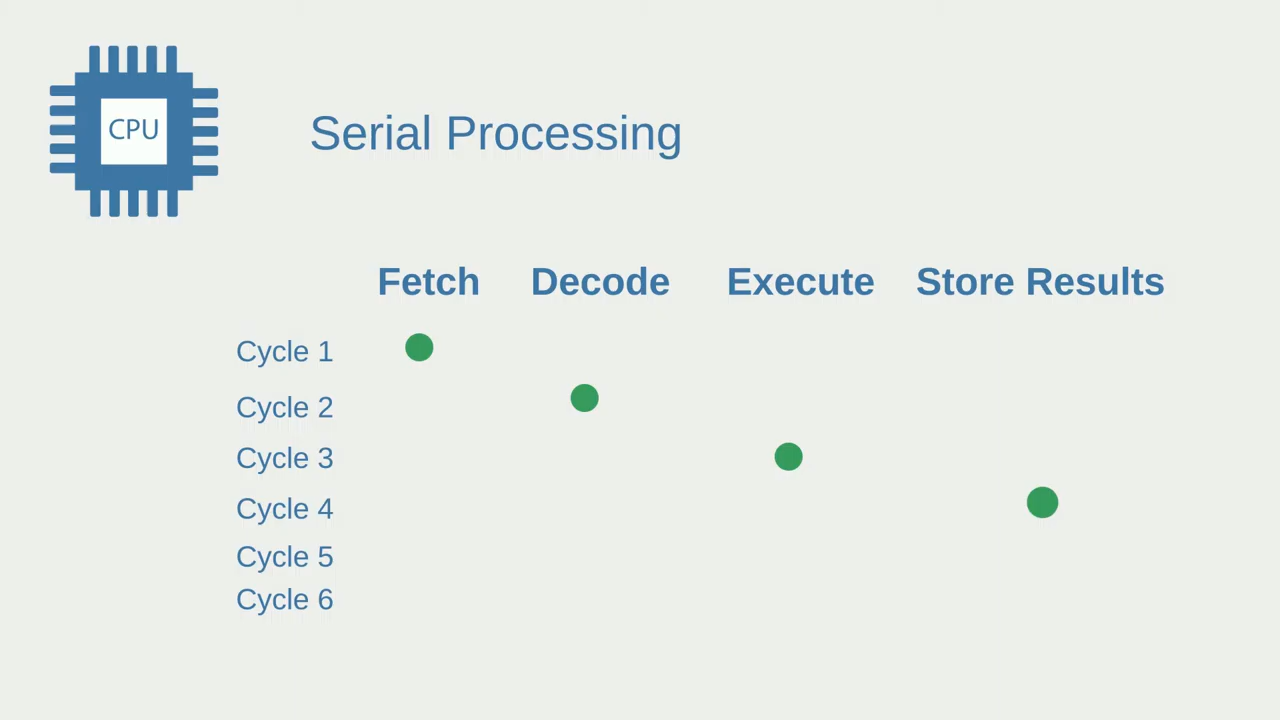 CPU
Serial Processing
Fetch Decode Execute Store Results
Cycle 1
Cycle 2
Cycle 3
Cycle 4
Cycle 5
Cycle 6